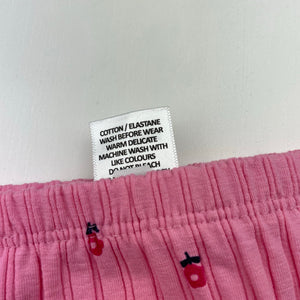 COTTON / ELASTANE
WASH BEFORE WEAR
WARM DELICATE
MACHINE WASH WITH
LIKE COLOURS
DO NOT BLEACH